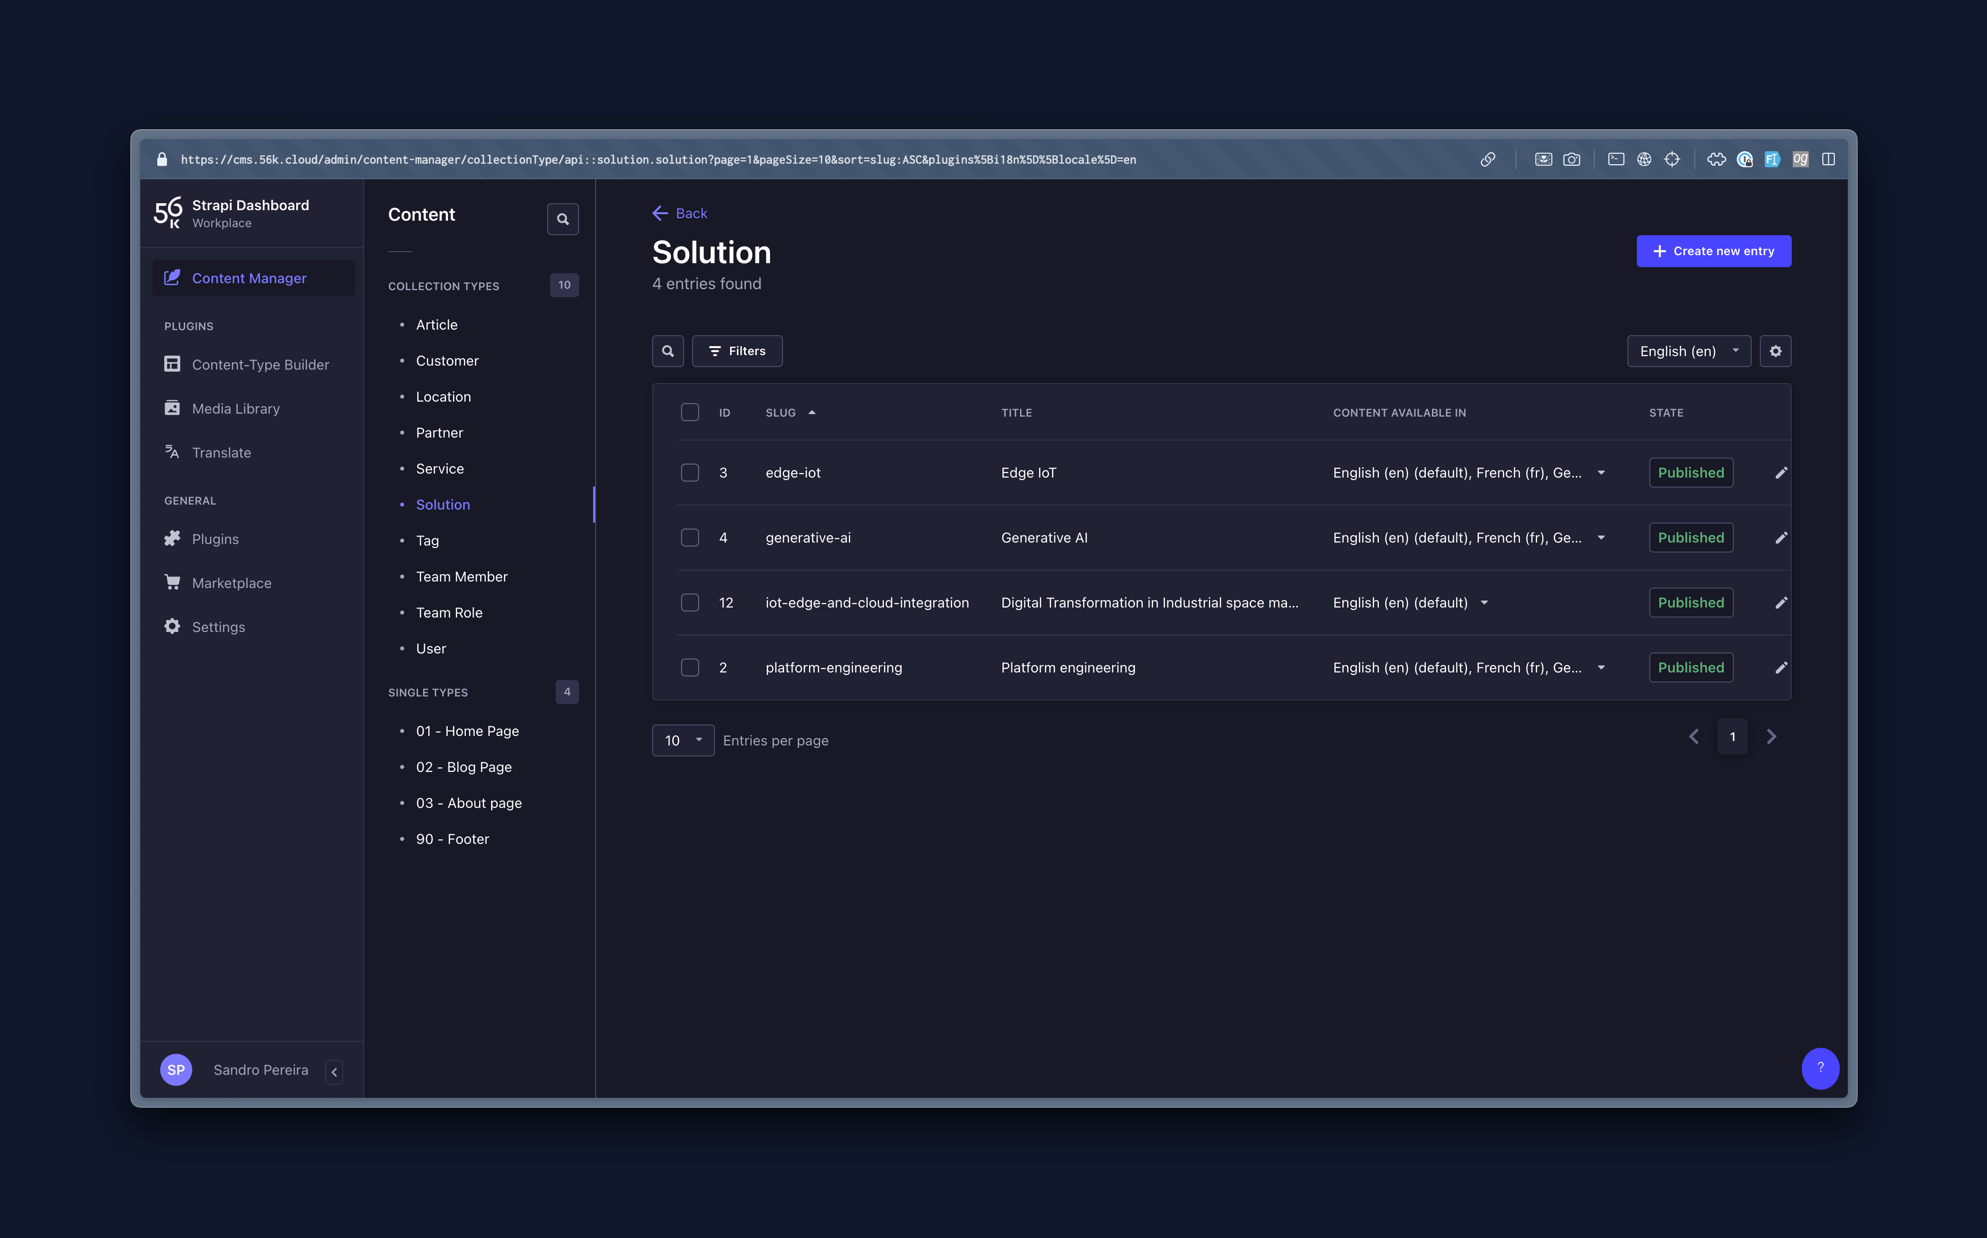 https://cms.56k.cloud/admin/content-manager/collectionType/api::solution.solution?page=1&pageSize=10&sort=slug:ASC&plugins%5Bi18n%5D%5Blocale%5D=en
56K
Strapi Dashboard
Workplace
Content Manager
PLUGINS
Content-Type Builder
Media Library
Translate
GENERAL
Plugins
Marketplace
Settings
SP
Sandro Pereira
Content
COLLECTION TYPES 10
Article
Customer
Location
Partner
Service
Solution
Tag
Team Member
Team Role
User
SINGLE TYPES 4
01 - Home Page
02 - Blog Page
03 - About page
90 - Footer
Back
Solution
4 entries found
Create new entry
Filters
English (en)
ID SLUG TITLE CONTENT AVAILABLE IN STATE
3 edge-iot Edge IoT English (en) (default), French (fr), Ge... Published
4 generative-ai Generative AI English (en) (default), French (fr), Ge... Published
12 iot-edge-and-cloud-integration Digital Transformation in Industrial space ma... English (en) (default) Published
2 platform-engineering Platform engineering English (en) (default), French (fr), Ge... Published
10 Entries per page
1
?